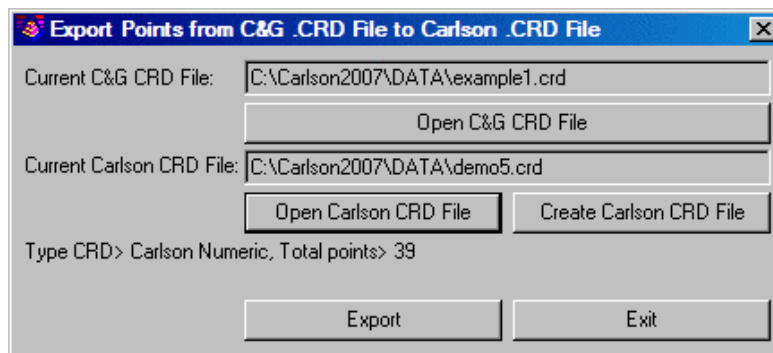 Export Points from C&G .CRD File to Carlson .CRD File
Current C&G CRD File: C:\Carlson2007\DATA\example1.crd
Open C&G CRD File
Current Carlson CRD File: C:\Carlson2007\DATA\demo5.crd
Open Carlson CRD File Create Carlson CRD File
Type CRD> Carlson Numeric, Total points> 39
Export Exit